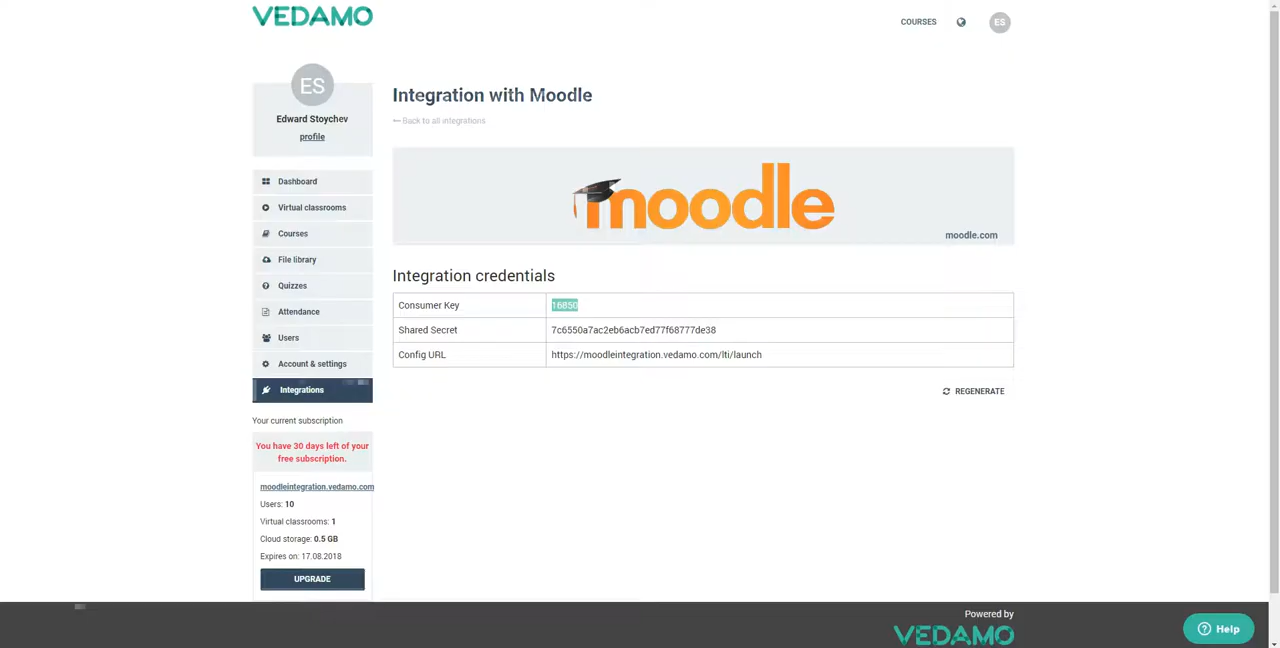 VEDAMO
COURSES
ES
ES
Edward Stoychev
profile
Dashboard
Virtual classrooms
Courses
File library
Quizzes
Attendance
Users
Account & settings
Integrations
Your current subscription
You have 30 days left of your
free subscription.
moodleintegration.vedamo.com
Users: 10
Virtual classrooms: 1
Cloud storage: 0.5 GB
Expires on: 17.08.2018
UPGRADE
Integration with Moodle
Back to all integrations
moodle
moodle.com
Integration credentials
Consumer Key 16850
Shared Secret 7c6550a7ac2eb6acb7ed77f68777de38
Config URL https://moodleintegration.vedamo.com/lti/launch
REGENERATE
Powered by
VEDAMO
Help